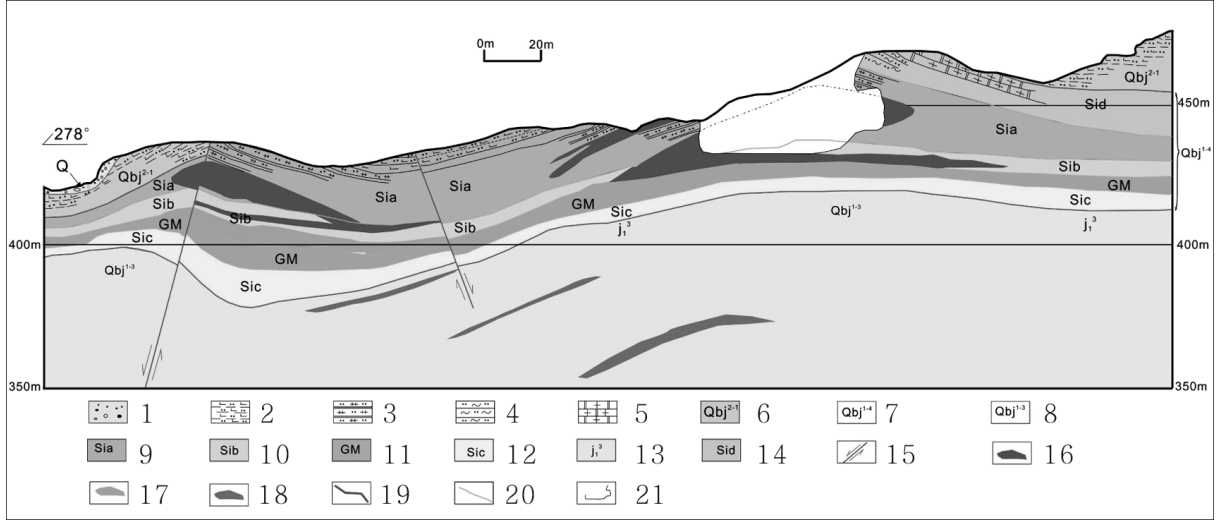 0m 20m
278°
Q
Qbj²⁻¹
Qbj²⁻¹
450m
Sid
Sia
Sia
Sia
Sia
Qbj¹⁻⁴
Sib
Sib
Sib
Sib
GM
GM
GM
GM
Sic
Sic
Sic
Sic
Qbj¹⁻³
j₁³
j₁³
400m
400m
Qbj¹⁻³
350m
350m
1 2 3 4 5 Qbj²⁻¹ 6 Qbj¹⁻⁴ 7 Qbj¹⁻³ 8
Sia 9 Sib 10 GM 11 Sic 12 j₁³ 13 Sid 14 15 16
17 18 19 20 21